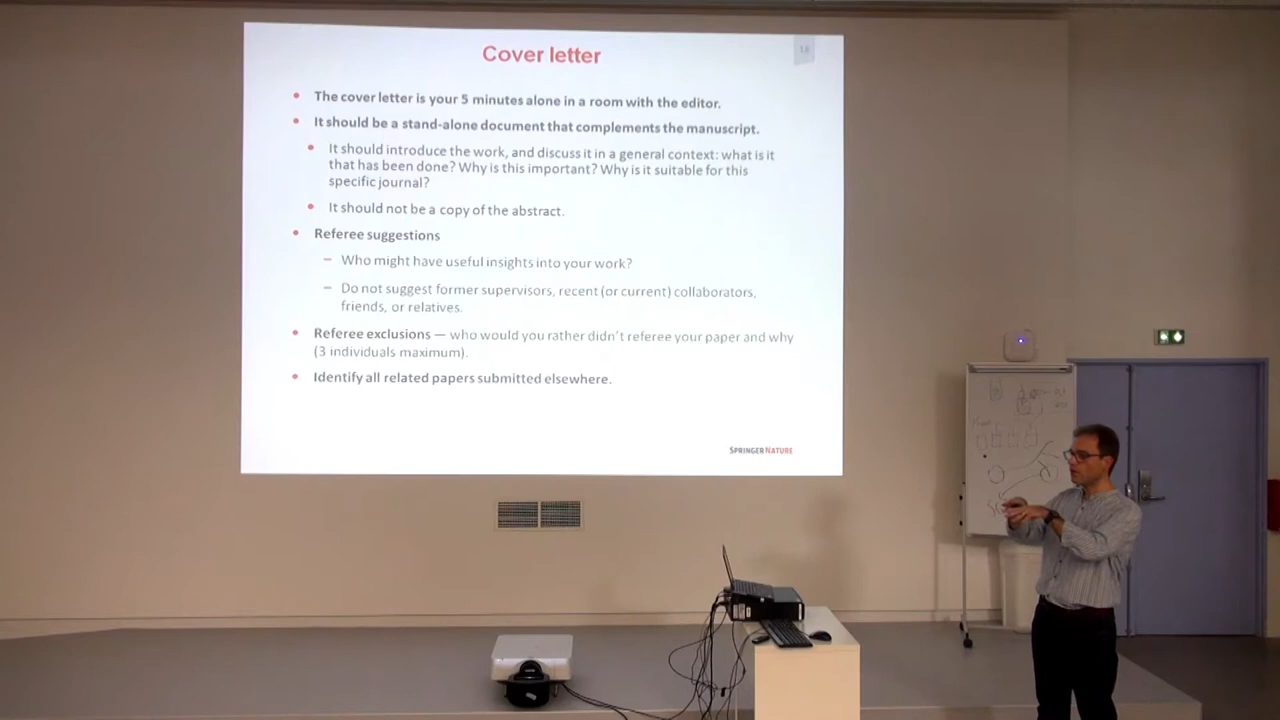 Cover letter
18
• The cover letter is your 5 minutes alone in a room with the editor.
• It should be a stand-alone document that complements the manuscript.
• It should introduce the work, and discuss it in a general context: what is it
that has been done? Why is this important? Why is it suitable for this
specific journal?
• It should not be a copy of the abstract.
• Referee suggestions
– Who might have useful insights into your work?
– Do not suggest former supervisors, recent (or current) collaborators,
friends, or relatives.
• Referee exclusions — who would you rather didn't referee your paper and why
(3 individuals maximum).
• Identify all related papers submitted elsewhere.
SPRINGER NATURE